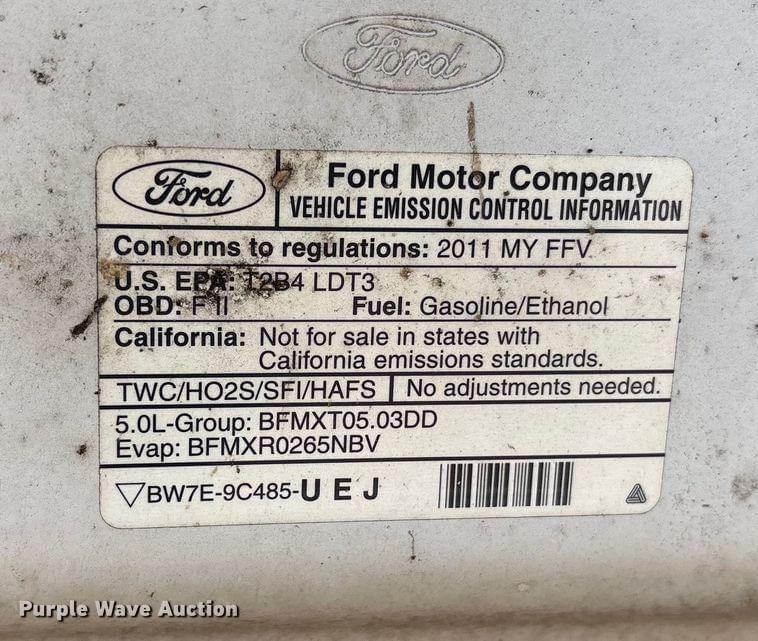 Ford
Ford
Ford Motor Company
VEHICLE EMISSION CONTROL INFORMATION
Conforms to regulations: 2011 MY FFV
U.S. EPA: T2B4 LDT3
OBD: F II Fuel: Gasoline/Ethanol
California: Not for sale in states with
California emissions standards.
TWC/HO2S/SFI/HAFS No adjustments needed.
5.0L-Group: BFMXT05.03DD
Evap: BFMXR0265NBV
BW7E-9C485-U E J
Purple Wave Auction